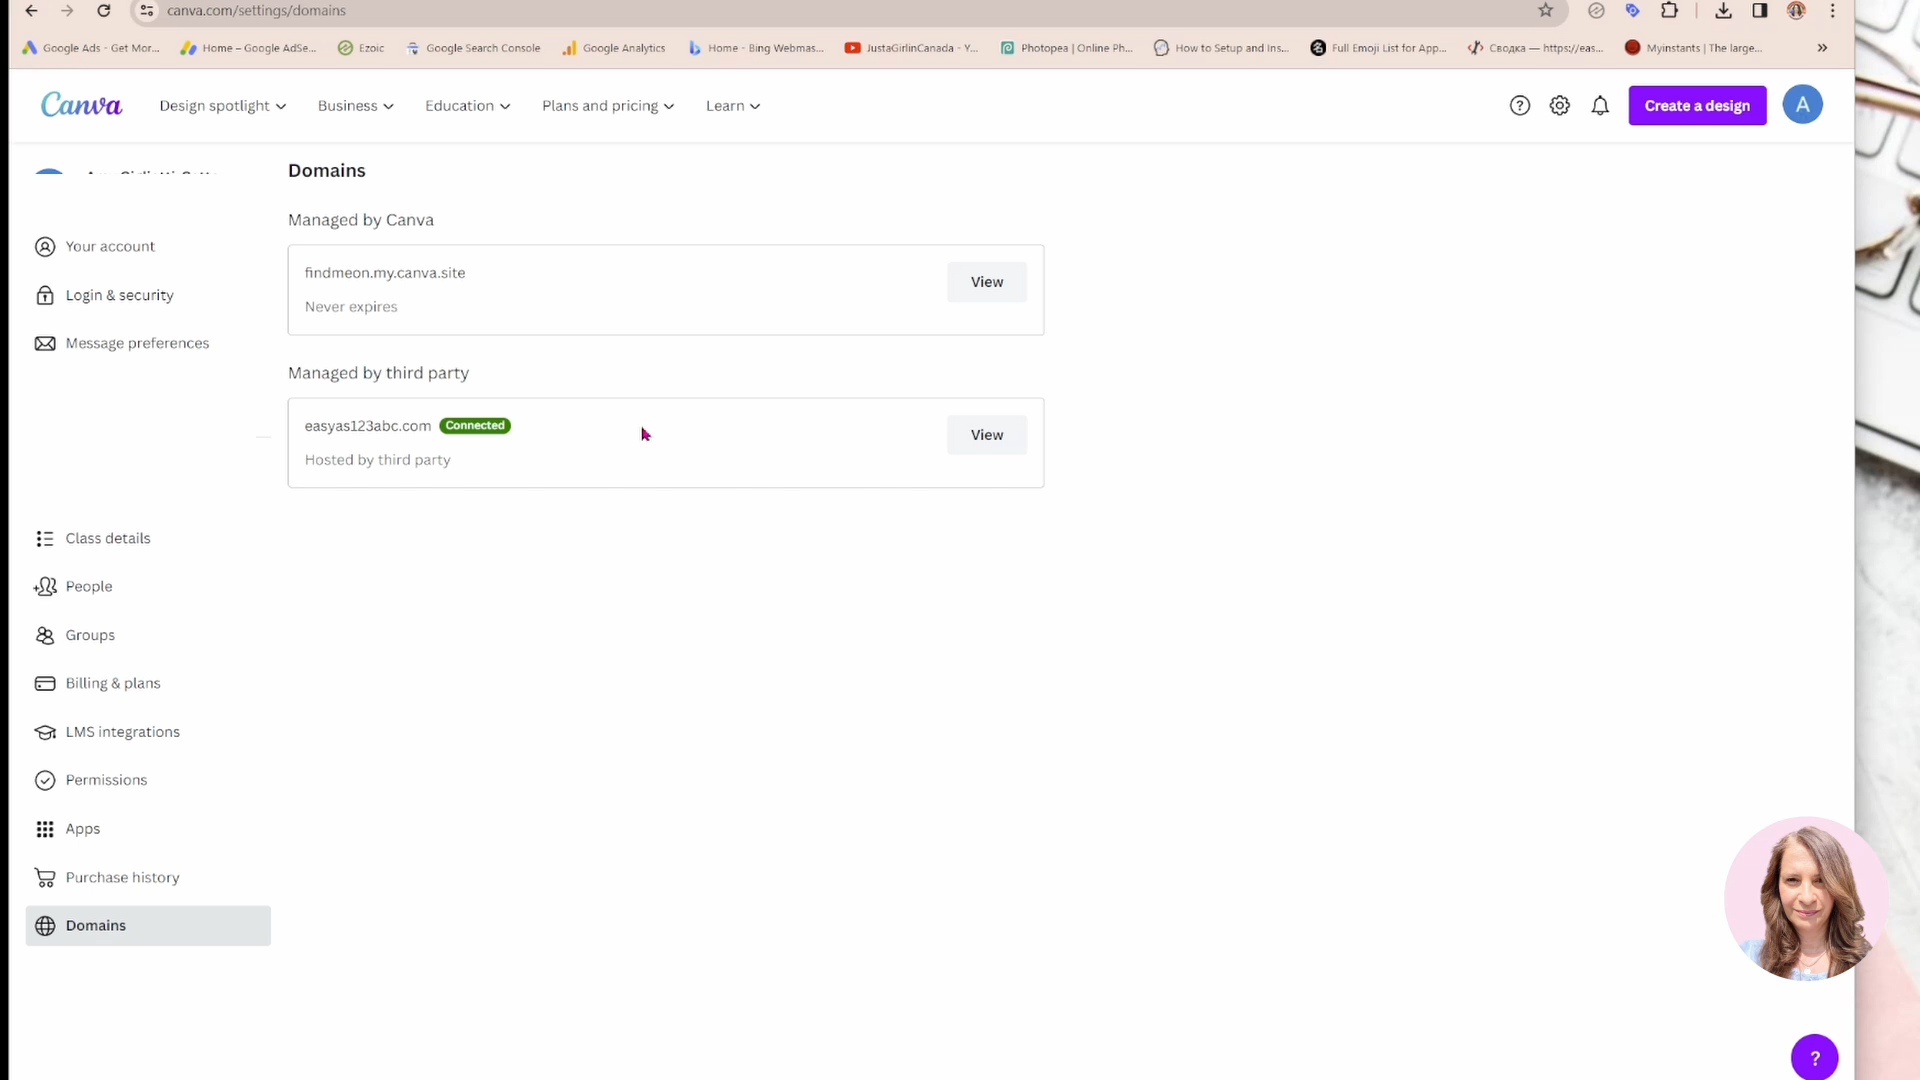 canva.com/settings/domains
Google Ads - Get Mor...
Home – Google AdSe...
Ezoic
Google Search Console
Google Analytics
Home - Bing Webmas...
JustaGirlinCanada - Y...
Photopea | Online Ph...
How to Setup and Ins...
Full Emoji List for App...
Сводка — https://eas...
Myinstants | The large...
»
Canva
Design spotlight
Business
Education
Plans and pricing
Learn
?
Create a design
A
Domains
Managed by Canva
findmeon.my.canva.site
View
Never expires
Managed by third party
easyas123abc.com Connected
View
Hosted by third party
Your account
Login & security
Message preferences
Class details
People
Groups
Billing & plans
LMS integrations
Permissions
Apps
Purchase history
Domains
?